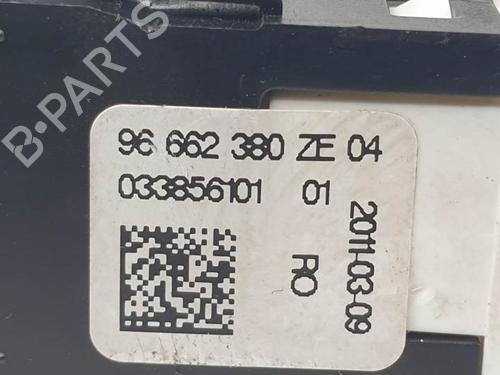 B-PARTS
96 662 380 ZE 04
033856101 01
RO
2011-03-09